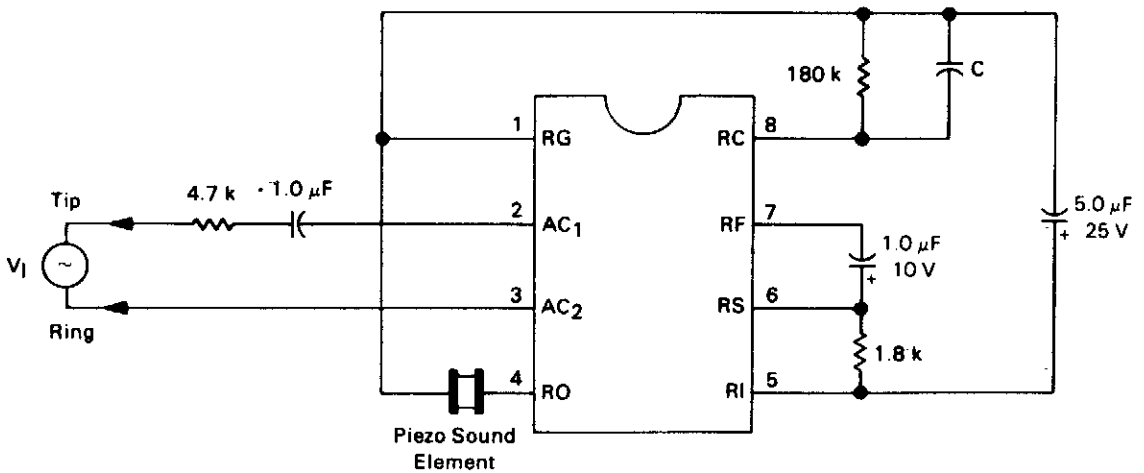 180 k
C
1 RG
RC 8
Tip
4.7 k
1.0 µF
2 AC1
RF 7
5.0 µF
+ 25 V
VI
~
1.0 µF
+ 10 V
3 AC2
RS 6
Ring
1.8 k
4 RO
RI 5
Piezo Sound
Element